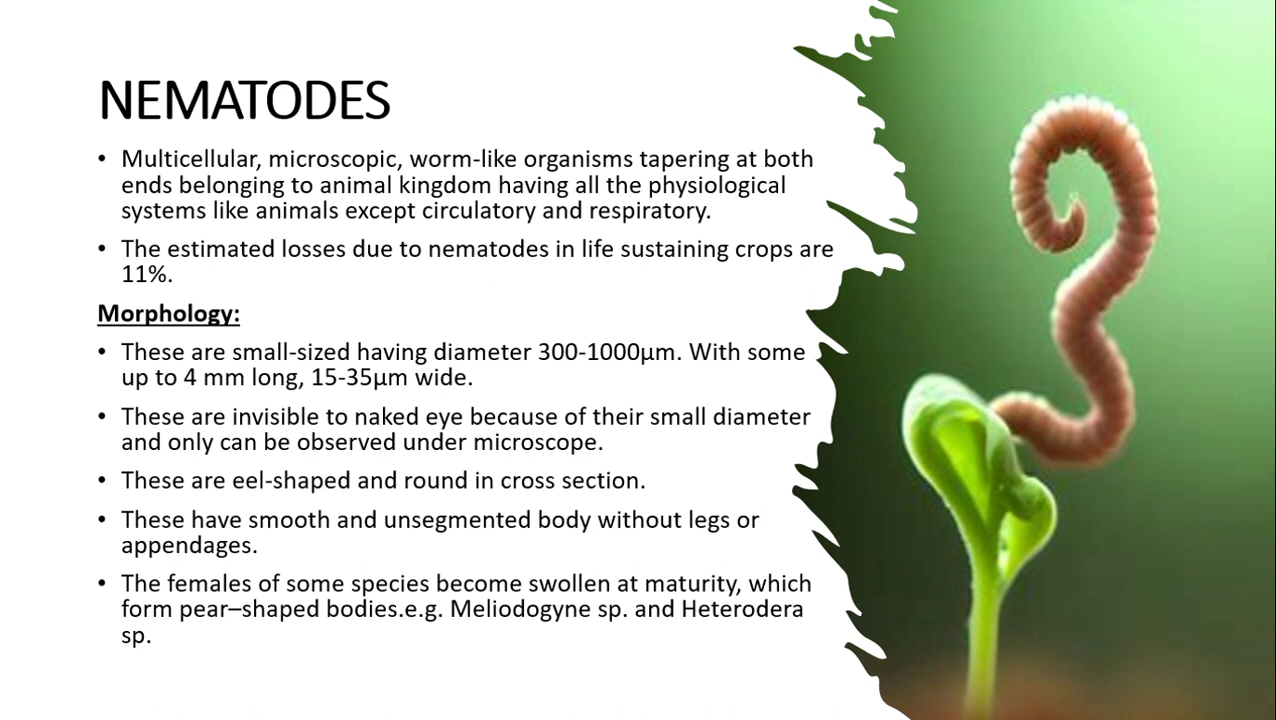 NEMATODES
• Multicellular, microscopic, worm-like organisms tapering at both
ends belonging to animal kingdom having all the physiological
systems like animals except circulatory and respiratory.
• The estimated losses due to nematodes in life sustaining crops are
11%.
Morphology:
• These are small-sized having diameter 300-1000µm. With some
up to 4 mm long, 15-35µm wide.
• These are invisible to naked eye because of their small diameter
and only can be observed under microscope.
• These are eel-shaped and round in cross section.
• These have smooth and unsegmented body without legs or
appendages.
• The females of some species become swollen at maturity, which
form pear–shaped bodies.e.g. Meliodogyne sp. and Heterodera
sp.